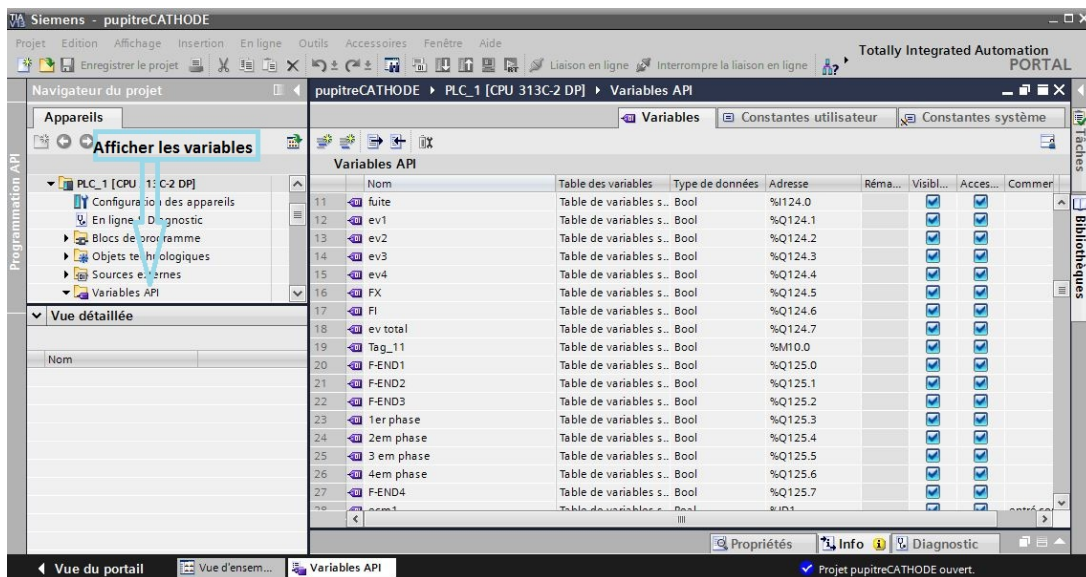 Siemens - pupitreCATHODE
Projet Edition Affichage Insertion En ligne Outils Accessoires Fenêtre Aide
Totally Integrated Automation
PORTAL
Enregistrer le projet Liaison en ligne Interrompre la liaison en ligne
Navigateur du projet
pupitreCATHODE PLC_1 [CPU 313C-2 DP] Variables API
Appareils
Variables Constantes utilisateur Constantes système
Afficher les variables
Variables API
Programmation API
PLC_1 [CPU 313C-2 DP]
Configuration des appareils
En ligne & Diagnostic
Blocs de programme
Objets technologiques
Sources externes
Variables API
Vue détaillée
Nom
Nom Table des variables Type de données Adresse Réma... Visibl... Acces... Commer
11 fuite Table de variables s.. Bool %I124.0
12 ev1 Table de variables s.. Bool %Q124.1
13 ev2 Table de variables s.. Bool %Q124.2
14 ev3 Table de variables s.. Bool %Q124.3
15 ev4 Table de variables s.. Bool %Q124.4
16 FX Table de variables s.. Bool %Q124.5
17 FI Table de variables s.. Bool %Q124.6
18 ev total Table de variables s.. Bool %Q124.7
19 Tag_11 Table de variables s.. Bool %M10.0
20 F-END1 Table de variables s.. Bool %Q125.0
21 F-END2 Table de variables s.. Bool %Q125.1
22 F-END3 Table de variables s.. Bool %Q125.2
23 1er phase Table de variables s.. Bool %Q125.3
24 2em phase Table de variables s.. Bool %Q125.4
25 3 em phase Table de variables s.. Bool %Q125.5
26 4em phase Table de variables s.. Bool %Q125.6
27 F-END4 Table de variables s.. Bool %Q125.7
Tâches
Bibliothèques
Propriétés Info Diagnostic
Vue du portail Vue d'ensem... Variables API Projet pupitreCATHODE ouvert.